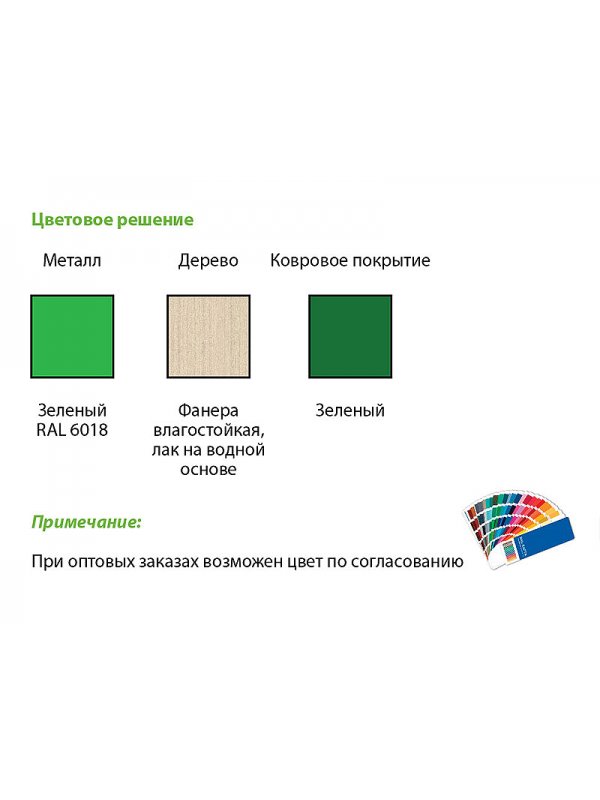 Цветовое решение
Металл Дерево Ковровое покрытие
Зеленый
RAL 6018
Фанера
влагостойкая,
лак на водной
основе
Зеленый
Примечание:
При оптовых заказах возможен цвет по согласованию